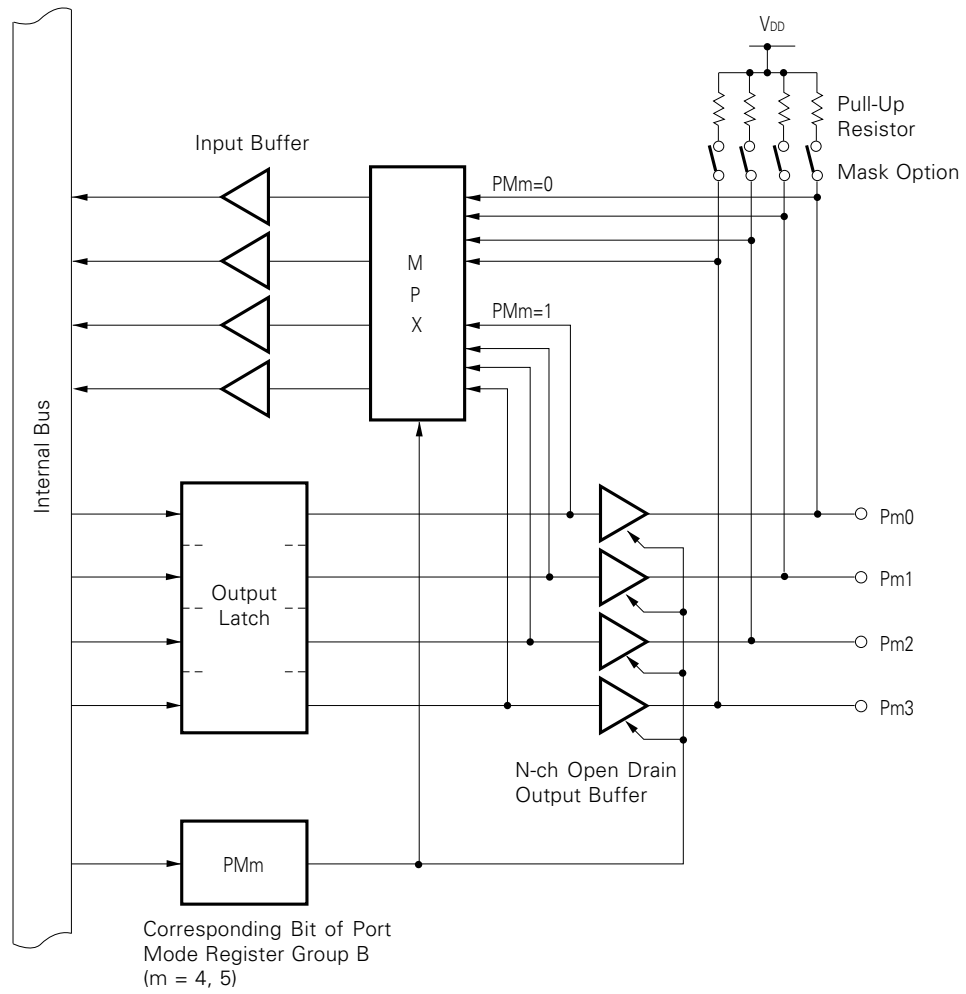 VDD
Pull-Up
Resistor
Mask Option
Input Buffer
PMm=0
M
P
X
PMm=1
Internal Bus
Output
Latch
Pm0
Pm1
Pm2
Pm3
N-ch Open Drain
Output Buffer
PMm
Corresponding Bit of Port
Mode Register Group B
(m = 4, 5)